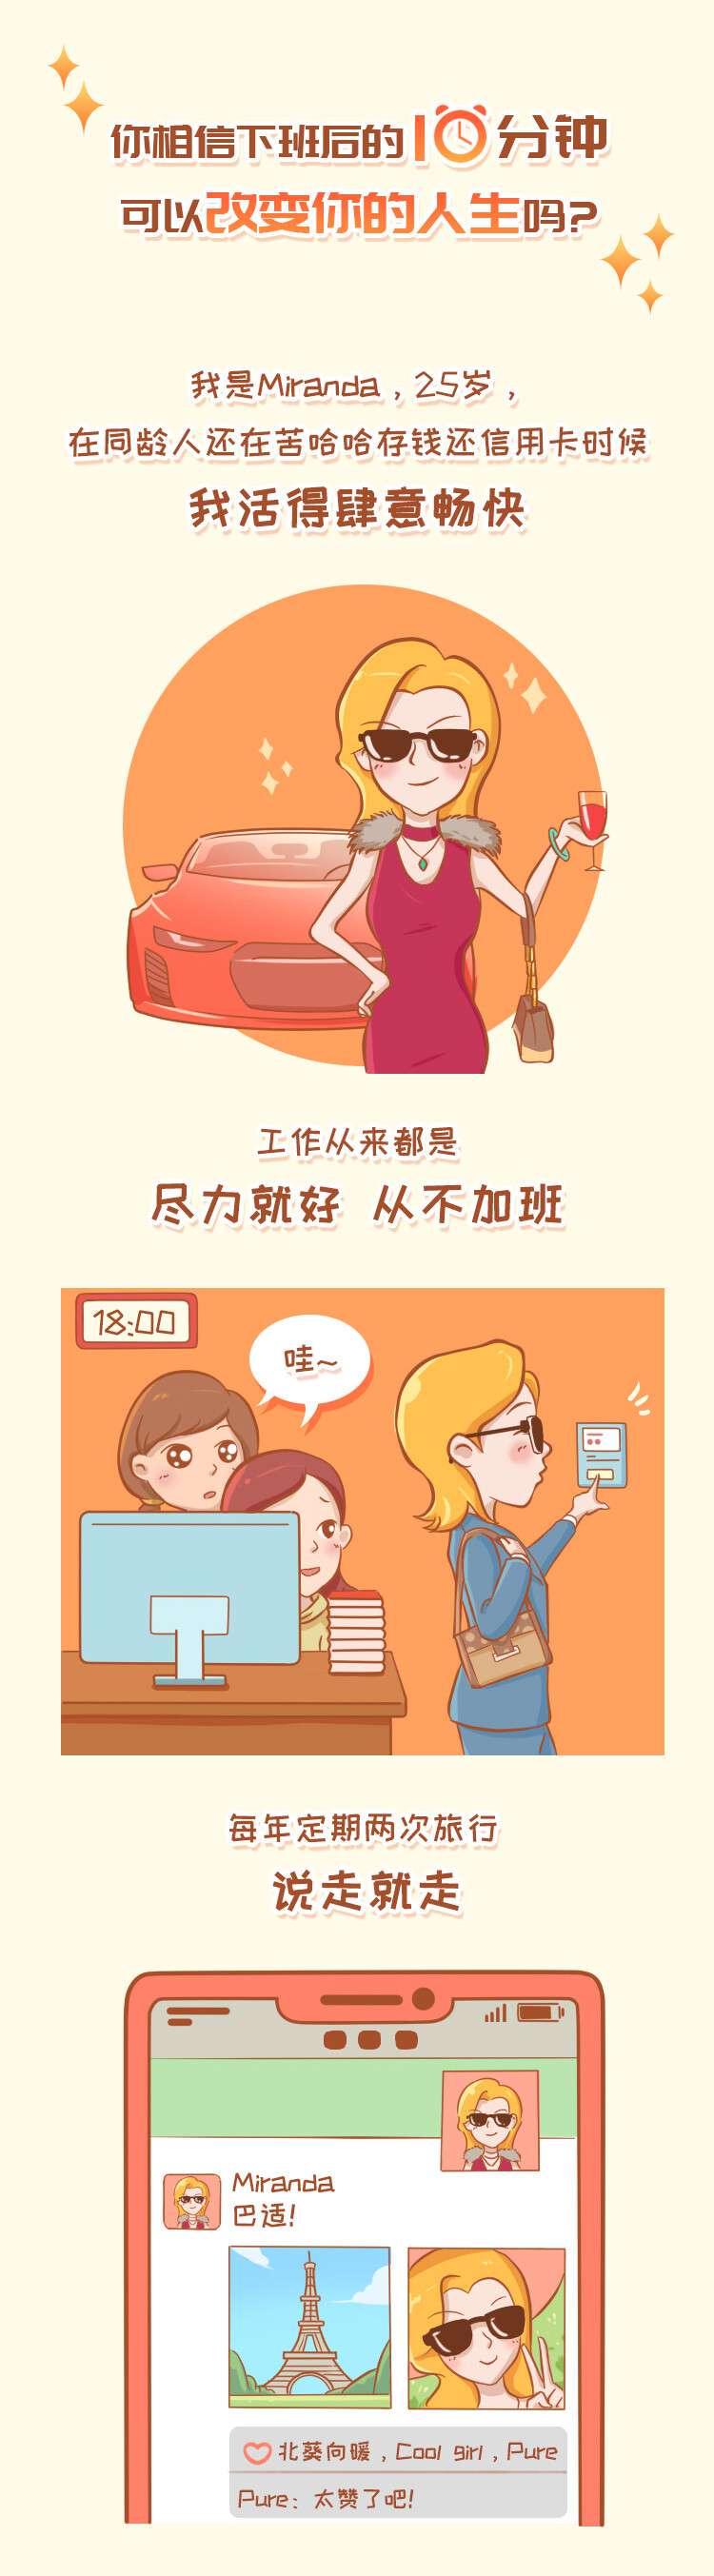 你相信下班后的10分钟
可以改变你的人生吗?
我是Miranda，25岁，
在同龄人还在苦哈哈存钱还信用卡时候
我活得肆意畅快
工作从来都是
尽力就好 从不加班
18:00
哇~
每年定期两次旅行
说走就走
Miranda
巴适!
北葵向暖，Cool girl，Pure
Pure：太赞了吧!